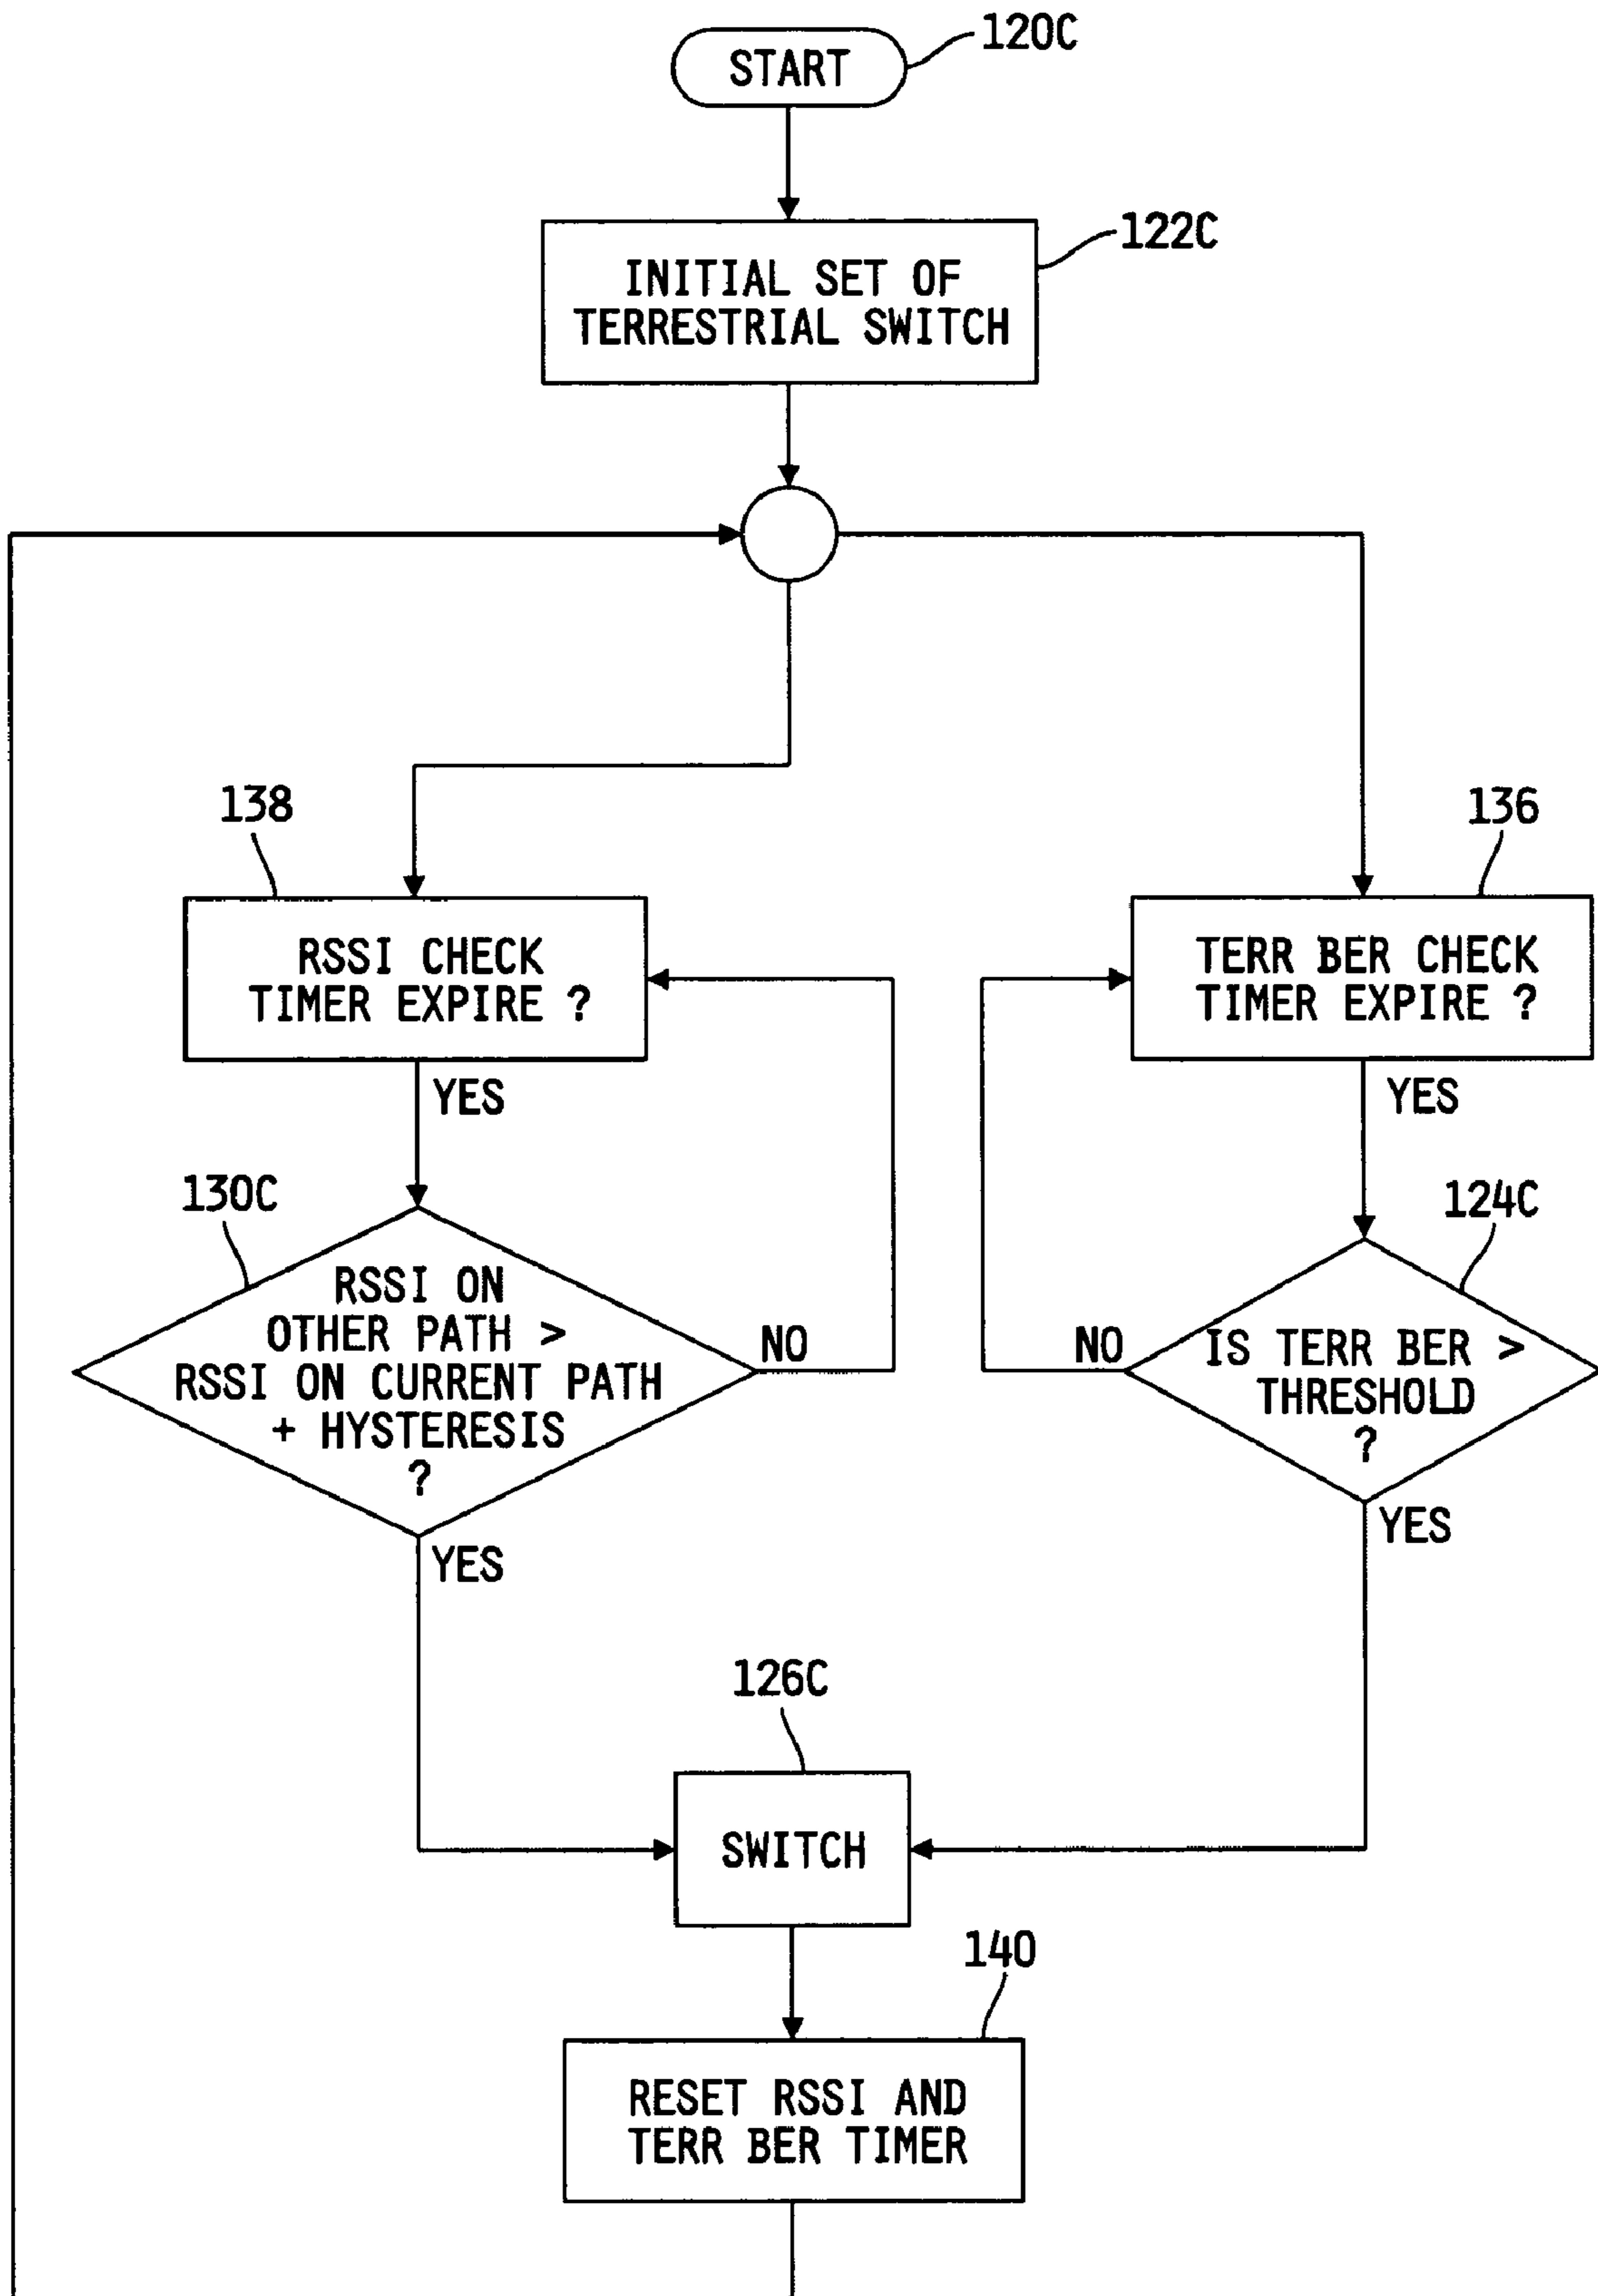 START
120C
INITIAL SET OF
TERRESTRIAL SWITCH
122C
138
RSSI CHECK
TIMER EXPIRE ?
YES
136
TERR BER CHECK
TIMER EXPIRE ?
YES
130C
RSSI ON
OTHER PATH >
RSSI ON CURRENT PATH
+ HYSTERESIS
?
NO
YES
124C
IS TERR BER >
THRESHOLD
?
NO
YES
126C
SWITCH
140
RESET RSSI AND
TERR BER TIMER